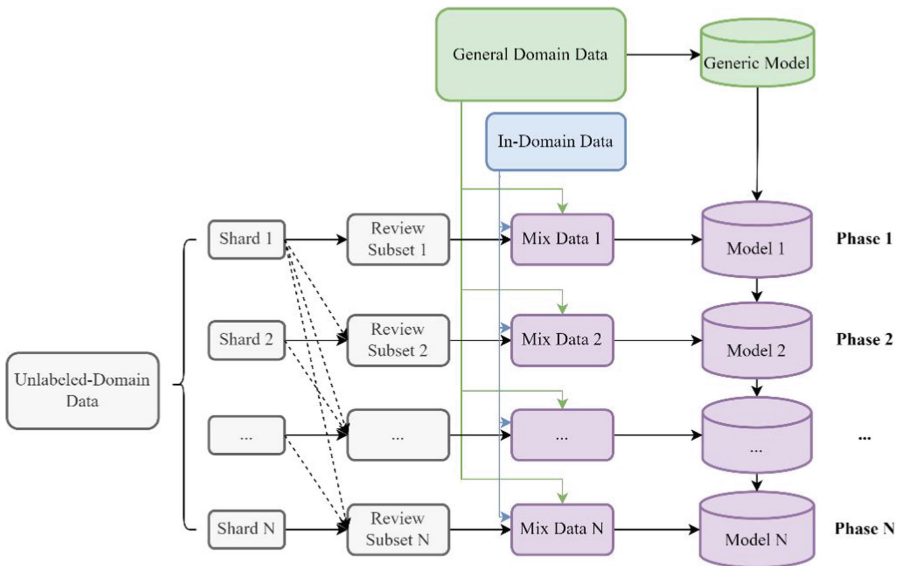 General Domain Data
Generic Model
In-Domain Data
Shard 1
Review
Subset 1
Mix Data 1
Model 1
Phase 1
Shard 2
Review
Subset 2
Mix Data 2
Model 2
Phase 2
Unlabeled-Domain
Data
...
...
...
...
...
Shard N
Review
Subset N
Mix Data N
Model N
Phase N